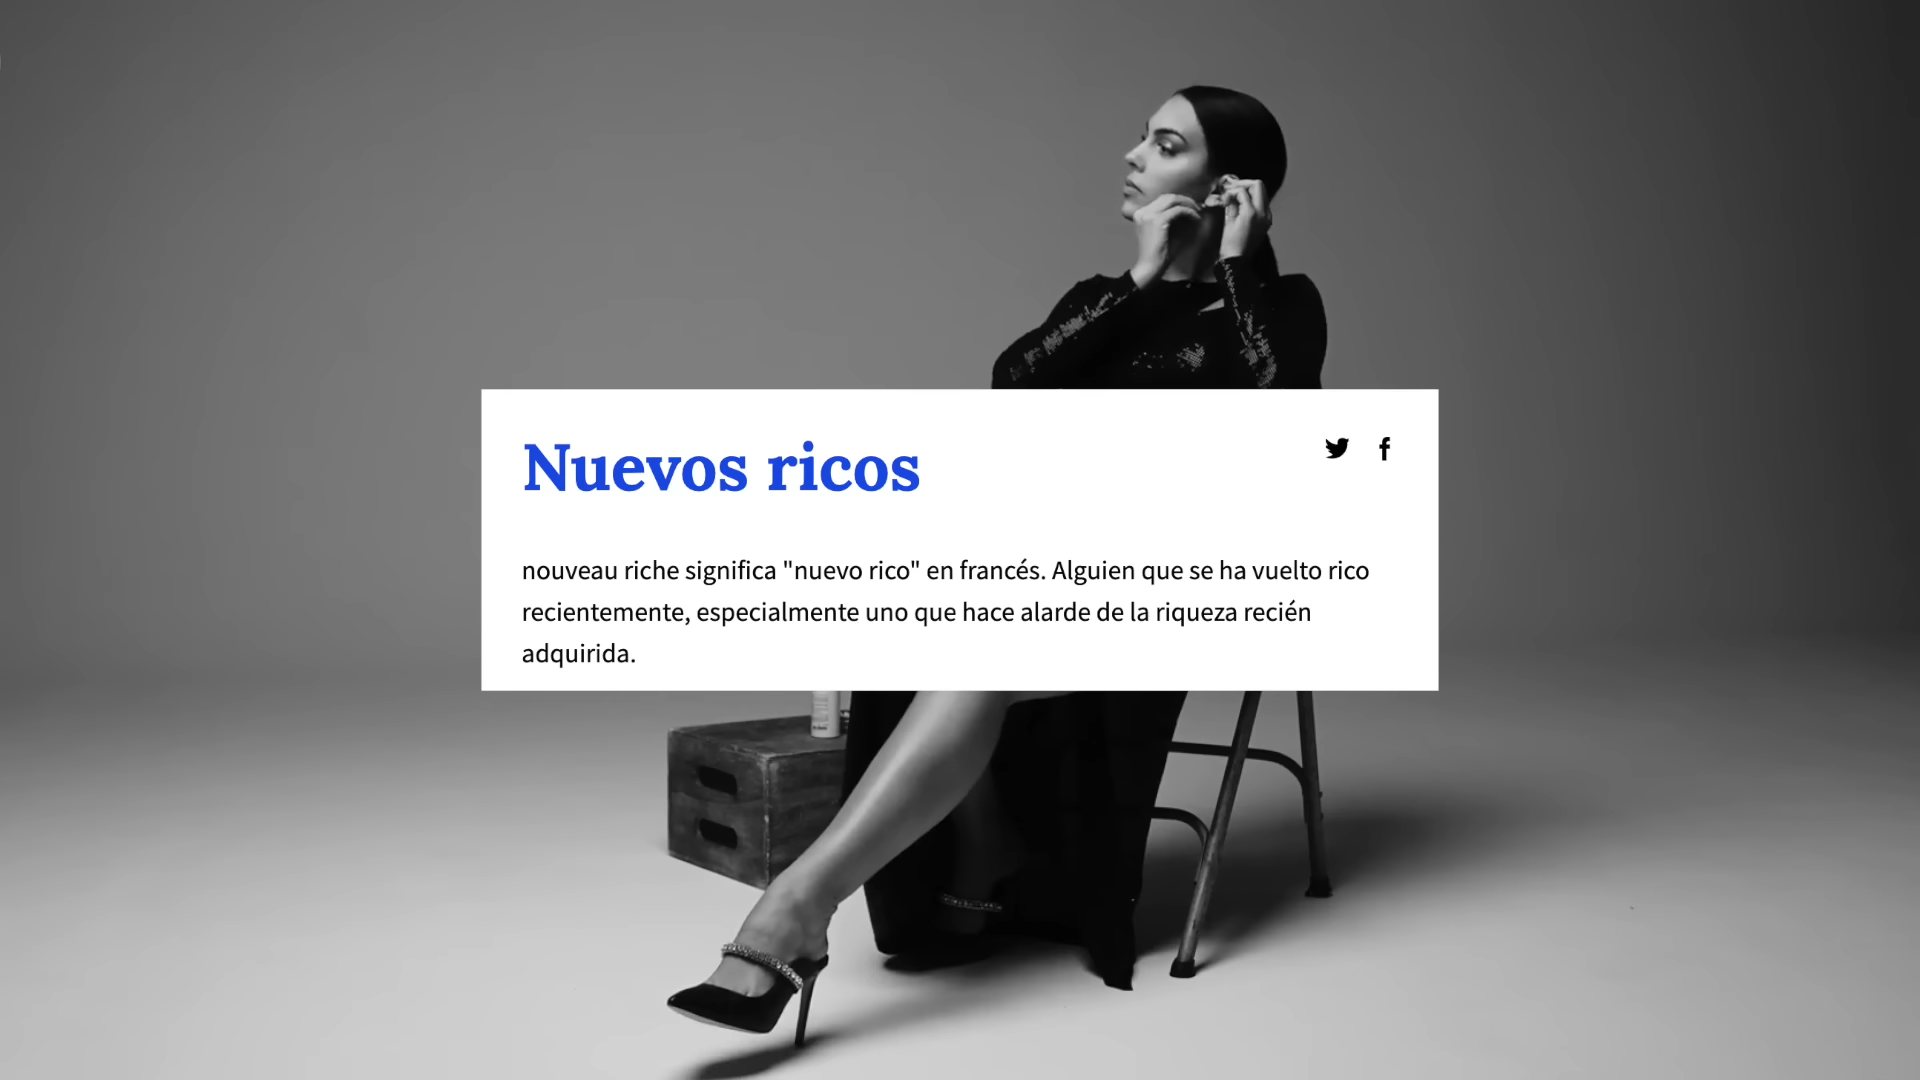 Nuevos ricos
nouveau riche significa "nuevo rico" en francés. Alguien que se ha vuelto rico
recientemente, especialmente uno que hace alarde de la riqueza recién
adquirida.